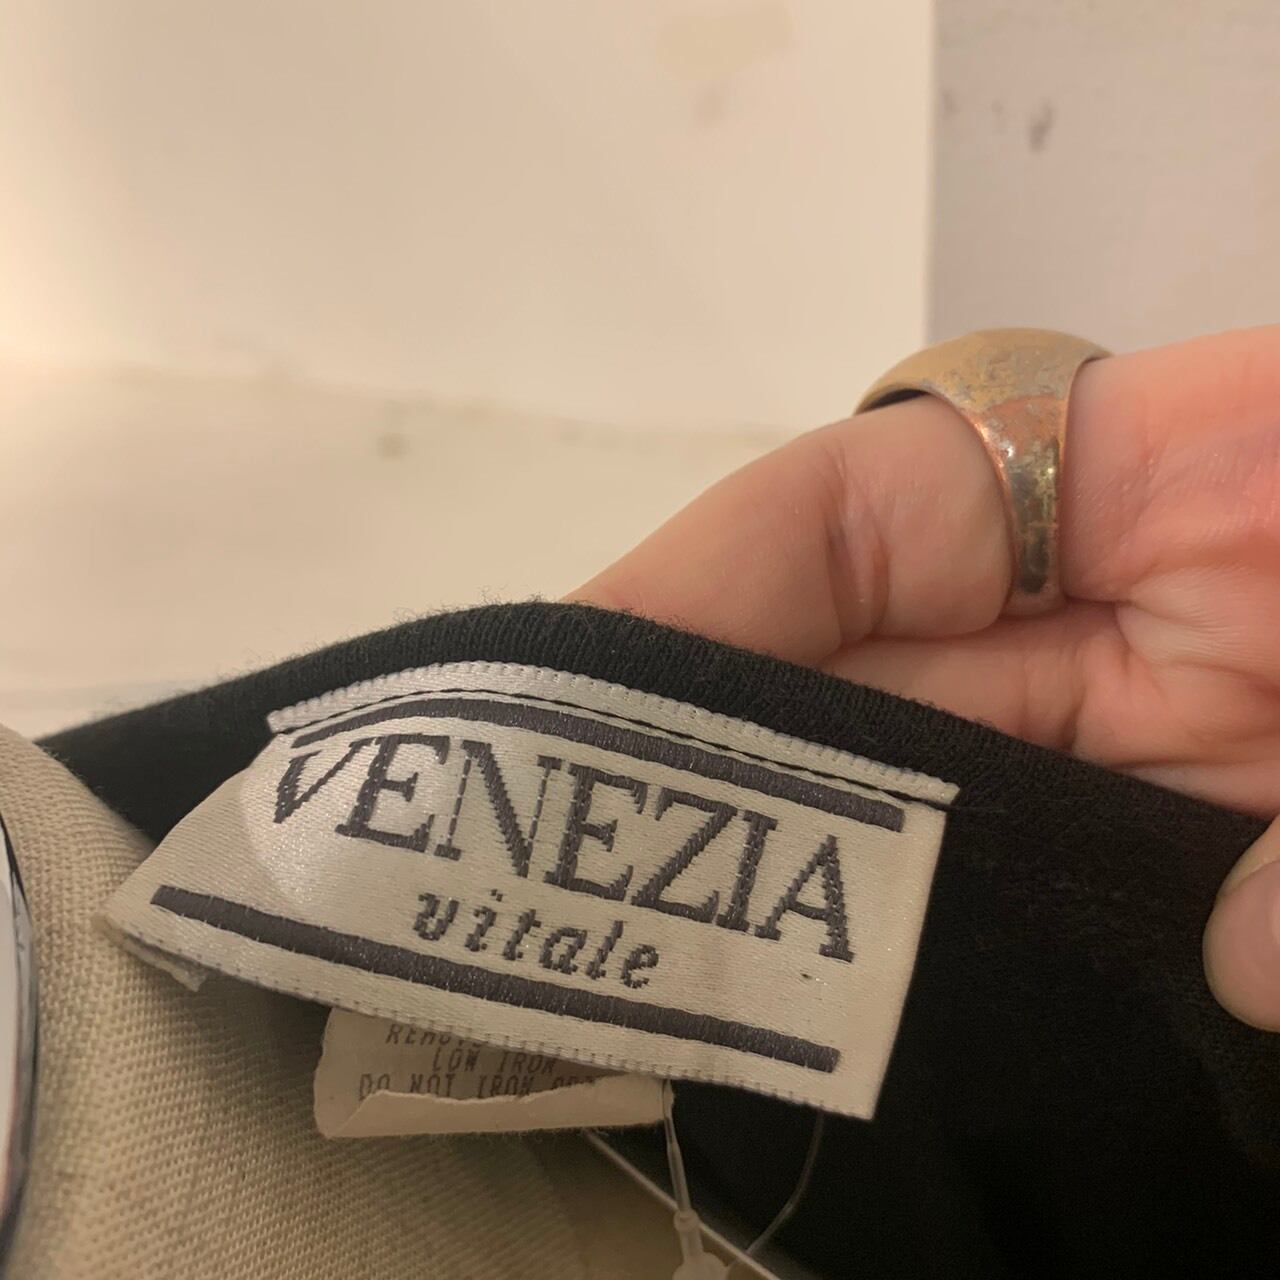 VENEZIA
vitale
LOW IRON
DO NOT IRON